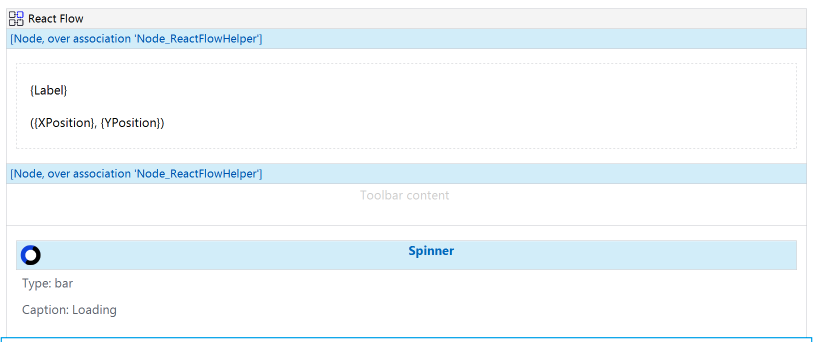 React Flow
[Node, over association 'Node_ReactFlowHelper']
{Label}
({XPosition}, {YPosition})
[Node, over association 'Node_ReactFlowHelper']
Toolbar content
Spinner
Type: bar
Caption: Loading